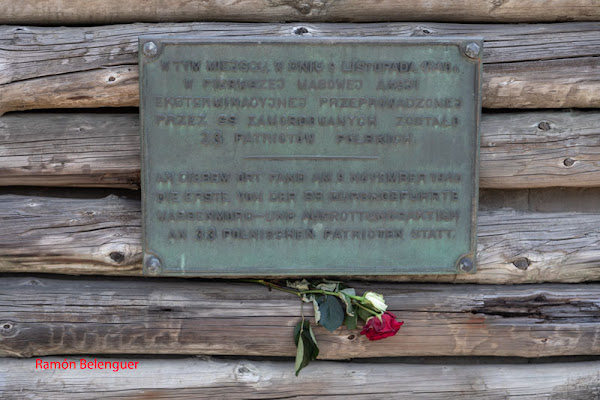 W TYM MIEJSCU, W DNIU 9 LISTOPADA 1940 R.
W PIERWSZEJ MASOWEJ AKCJI
EKSTERMINACYJNEJ PRZEPROWADZONEJ
PRZEZ SS ZAMORDOWANYCH ZOSTAŁO
33 PATRIOTÓW POLSKICH.
AN DIESEM ORT FAND AM 9. NOVEMBER 1940
DIE ERSTE, VON DER SS DURCHGEFÜHRTE
MASSENMORD- UND AUSROTTUNGSAKTION
AN 33 POLNISCHEN PATRIOTEN STATT.
Ramón Belenguer